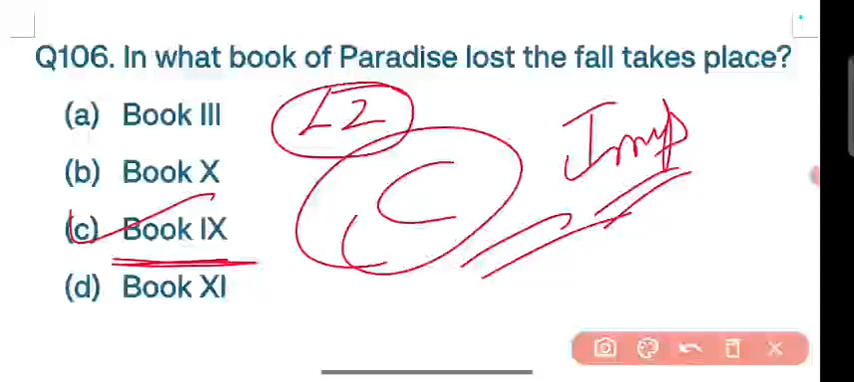 Q106. In what book of Paradise lost the fall takes place?
(a) Book III
12
(b) Book X
C
Imp
(c) Book IX
(d) Book XI